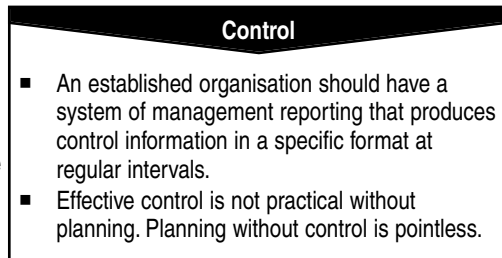 Control
■ An established organisation should have a
system of management reporting that produces
control information in a specific format at
regular intervals.
■ Effective control is not practical without
planning. Planning without control is pointless.